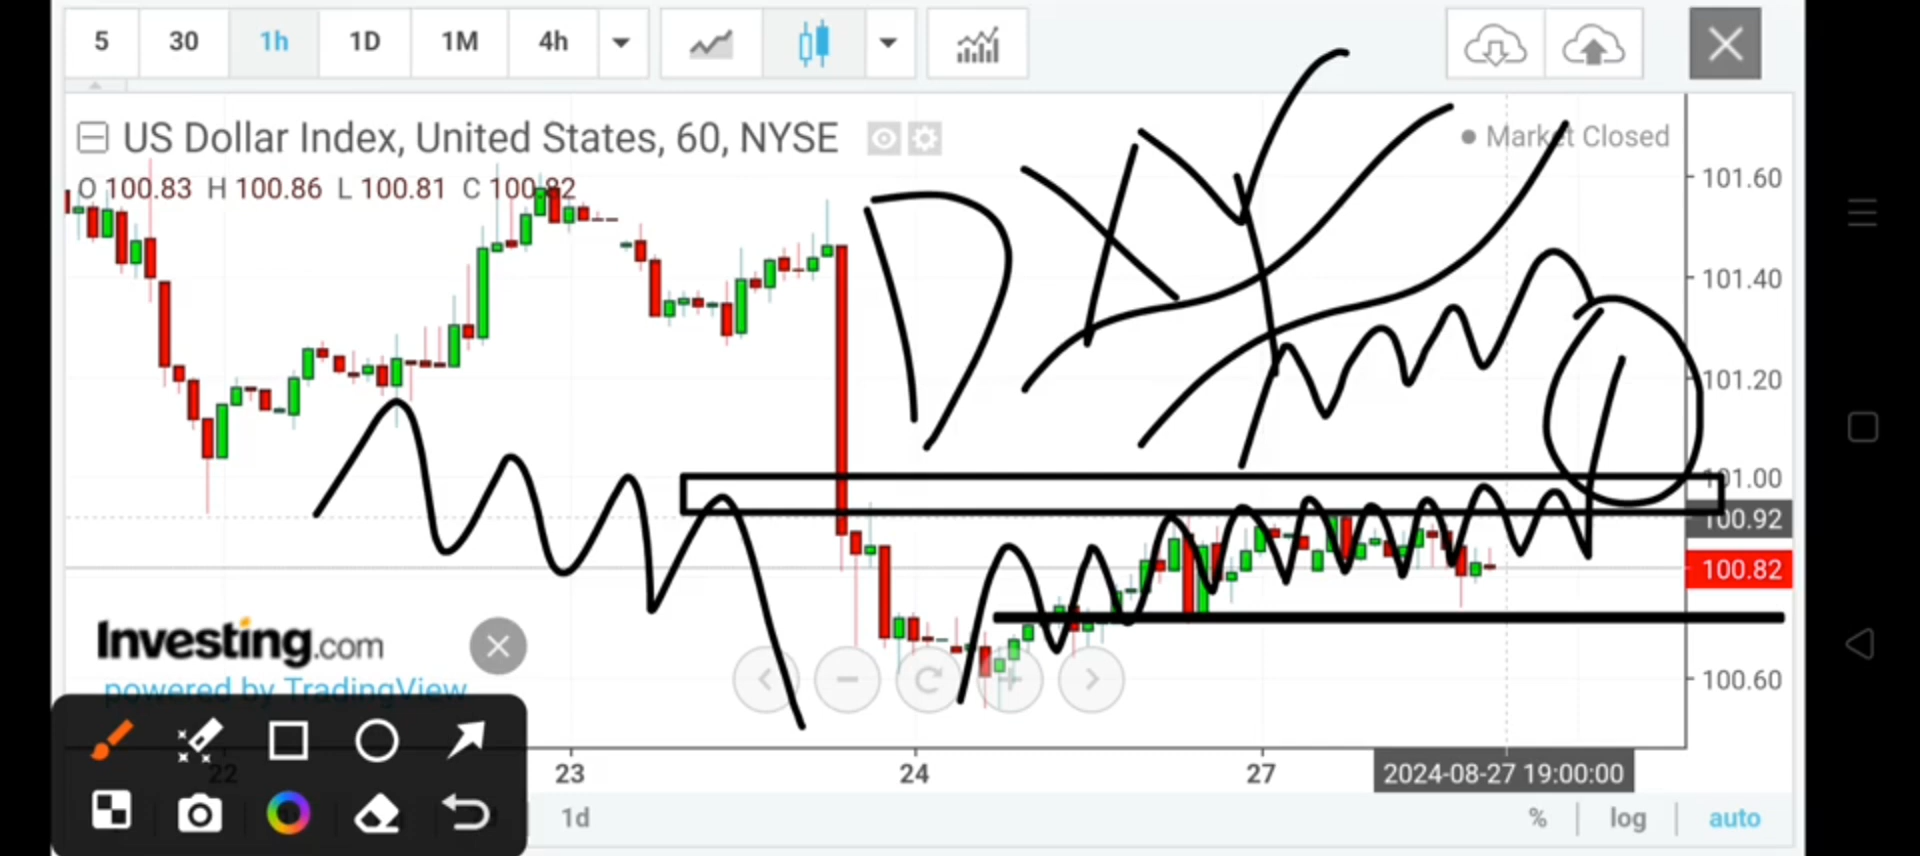 5 30 1h 1D 1M 4h
US Dollar Index, United States, 60, NYSE
Market Closed
O 100.83 H 100.86 L 100.81 C 100.82
DXY
101.60
101.40
101.20
101.00
100.92
100.82
100.60
Investing.com
powered by TradingView
22 23 24 27 2024-08-27 19:00:00
1d % log auto